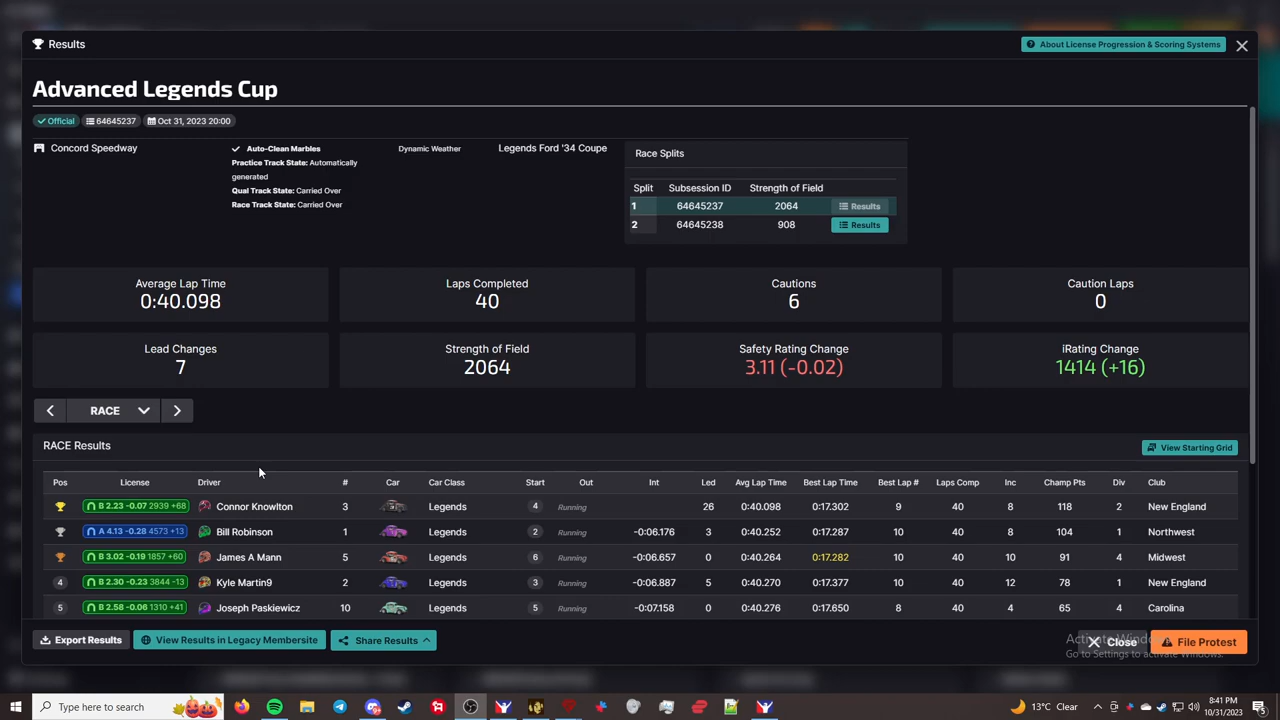 Results
About License Progression & Scoring Systems
Advanced Legends Cup
Official 64645237 Oct 31, 2023 20:00
Concord Speedway
Auto-Clean Marbles
Practice Track State: Automatically
generated
Qual Track State: Carried Over
Race Track State: Carried Over
Dynamic Weather
Legends Ford '34 Coupe
Race Splits
Split Subsession ID Strength of Field
1 64645237 2064 Results
2 64645238 908 Results
Average Lap Time
0:40.098
Laps Completed
40
Cautions
6
Caution Laps
0
Lead Changes
7
Strength of Field
2064
Safety Rating Change
3.11 (-0.02)
iRating Change
1414 (+16)
RACE
RACE Results
View Starting Grid
Pos License Driver # Car Car Class Start Out Int Led Avg Lap Time Best Lap Time Best Lap # Laps Comp Inc Champ Pts Div Club
B 2.23 -0.07 2939 +68 Connor Knowlton 3 Legends 4 Running 26 0:40.098 0:17.302 9 40 8 118 2 New England
A 4.13 -0.28 4573 +13 Bill Robinson 1 Legends 2 Running -0:06.176 3 0:40.252 0:17.287 10 40 8 104 1 Northwest
B 3.02 -0.19 1857 +60 James A Mann 5 Legends 6 Running -0:06.657 0 0:40.264 0:17.282 10 40 10 91 4 Midwest
4 B 2.30 -0.23 3844 -13 Kyle Martin9 2 Legends 3 Running -0:06.887 5 0:40.270 0:17.377 10 40 12 78 1 New England
5 B 2.58 -0.06 1310 +41 Joseph Paskiewicz 10 Legends 5 Running -0:07.158 0 0:40.276 0:17.650 8 40 4 65 4 Carolina
Export Results View Results in Legacy Membersite Share Results
Close File Protest
Go to Settings to activate Windows.
Type here to search
13°C Clear
8:41 PM
10/31/2023